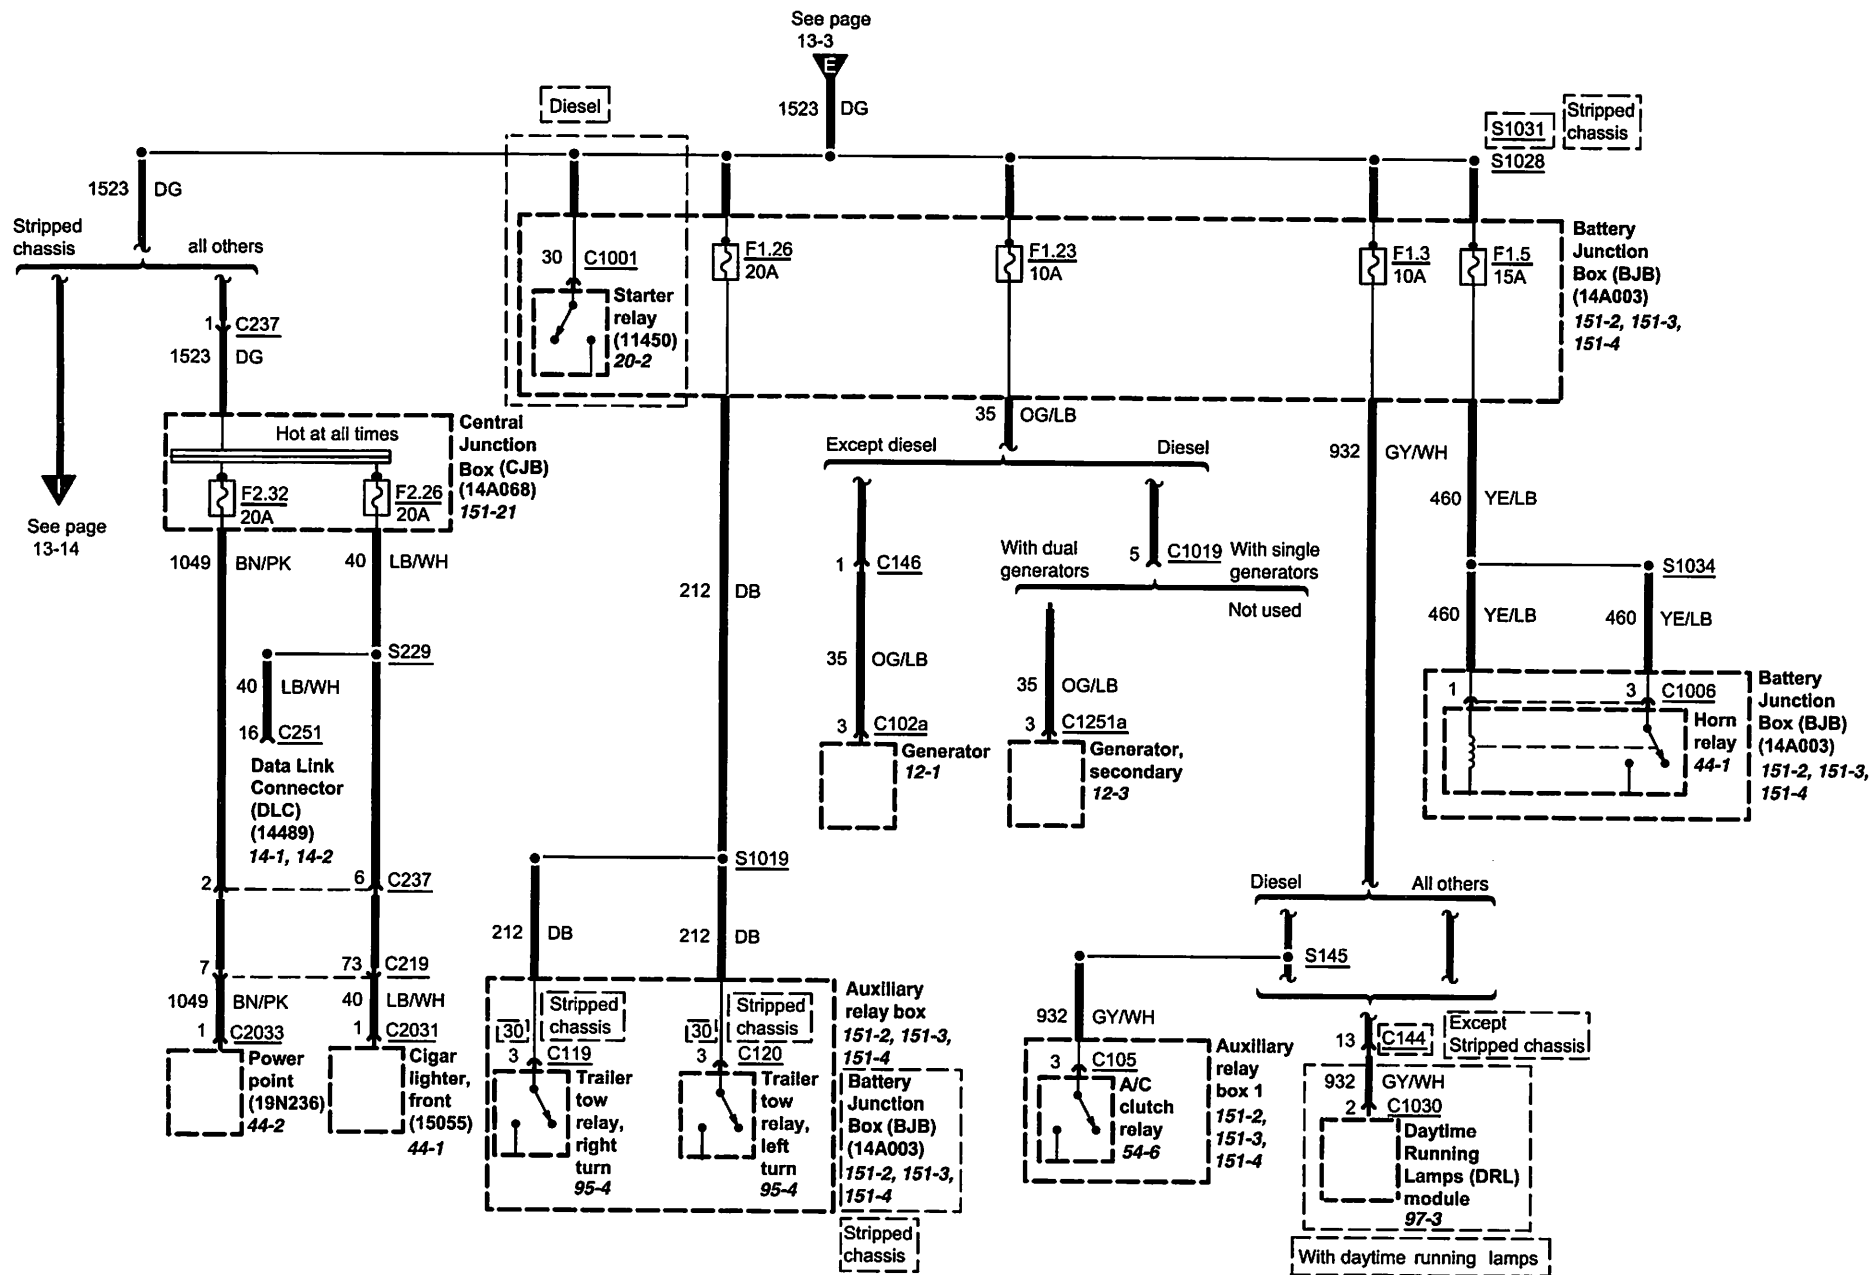 See page
13-3
E
1523 DG
Diesel
S1031
Stripped
chassis
S1028
1523 DG
Stripped
chassis
all others
1 C237
1523 DG
30 C1001
Starter
relay
(11450)
20-2
F1.26
20A
F1.23
10A
F1.3
10A
F1.5
15A
Battery
Junction
Box (BJB)
(14A003)
151-2, 151-3,
151-4
Hot at all times
F2.32
20A
F2.26
20A
Central
Junction
Box (CJB)
(14A068)
151-21
See page
13-14
1049 BN/PK
40 LB/WH
S229
40 LB/WH
16 C251
Data Link
Connector
(DLC)
(14489)
14-1, 14-2
2
6 C237
7
73 C219
1049 BN/PK
40 LB/WH
1 C2033
1 C2031
Power
point
(19N236)
44-2
Cigar
lighter,
front
(15055)
44-1
212 DB
S1019
212 DB
212 DB
Stripped
chassis
30
3 C119
Trailer
tow
relay,
right
turn
95-4
Stripped
chassis
30
3 C120
Trailer
tow
relay,
left
turn
95-4
Auxiliary
relay box
151-2, 151-3,
151-4
Battery
Junction
Box (BJB)
(14A003)
151-2, 151-3,
151-4
Stripped
chassis
35 OG/LB
Except diesel
Diesel
1 C146
35 OG/LB
3 C102a
Generator
12-1
5 C1019
With dual
generators
With single
generators
Not used
35 OG/LB
3 C1251a
Generator,
secondary
12-3
932 GY/WH
460 YE/LB
S1034
460 YE/LB
460 YE/LB
1
3 C1006
Horn
relay
44-1
Battery
Junction
Box (BJB)
(14A003)
151-2, 151-3,
151-4
Diesel
All others
S145
932 GY/WH
3 C105
A/C
clutch
relay
54-6
Auxiliary
relay
box 1
151-2,
151-3,
151-4
13 C144
Except
Stripped chassis
932 GY/WH
2 C1030
Daytime
Running
Lamps (DRL)
module
97-3
With daytime running lamps